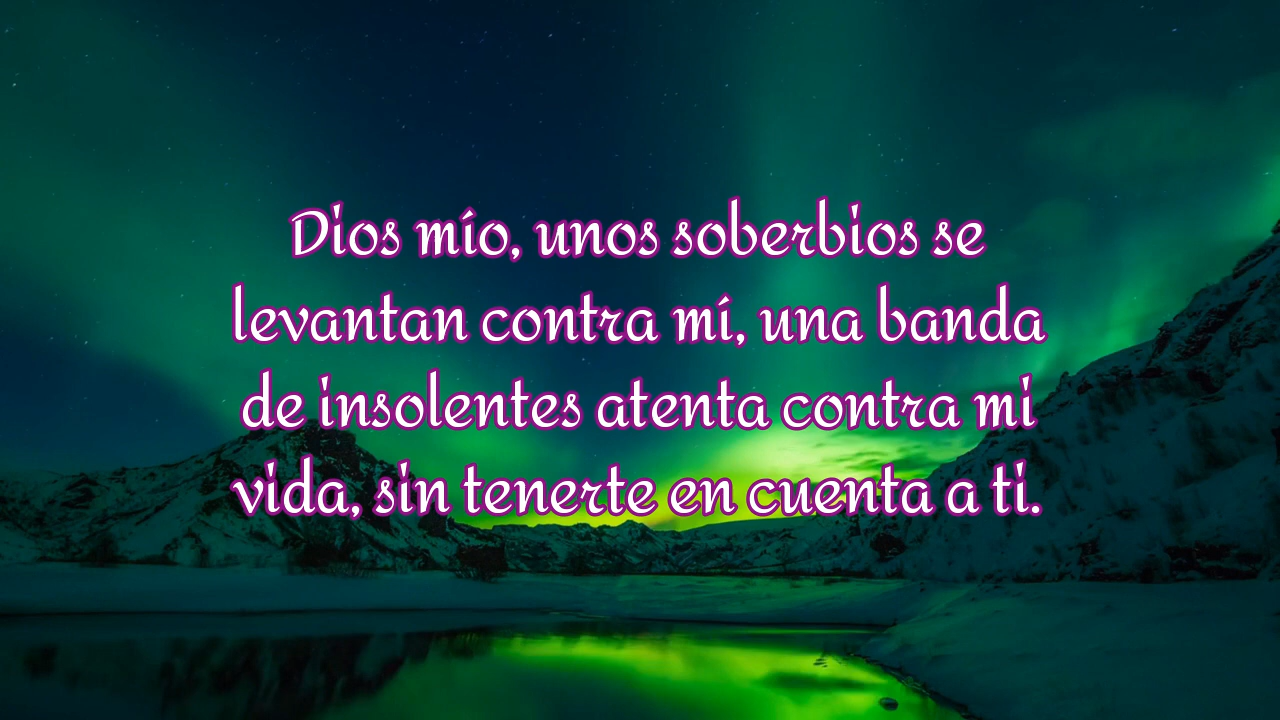 Dios mío, unos soberbios se
levantan contra mí, una banda
de insolentes atenta contra mi
vida, sin tenerte en cuenta a ti.